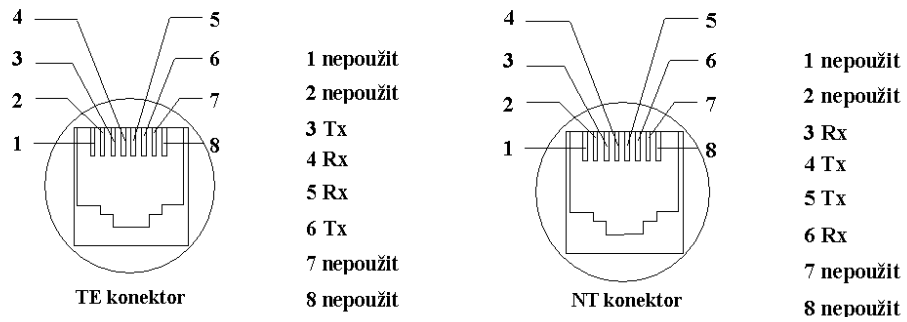 4
5
3
6
2
7
1
8
TE konektor
1 nepoužit
2 nepoužit
3 Tx
4 Rx
5 Rx
6 Tx
7 nepoužit
8 nepoužit
4
5
3
6
2
7
1
8
NT konektor
1 nepoužit
2 nepoužit
3 Rx
4 Tx
5 Tx
6 Rx
7 nepoužit
8 nepoužit